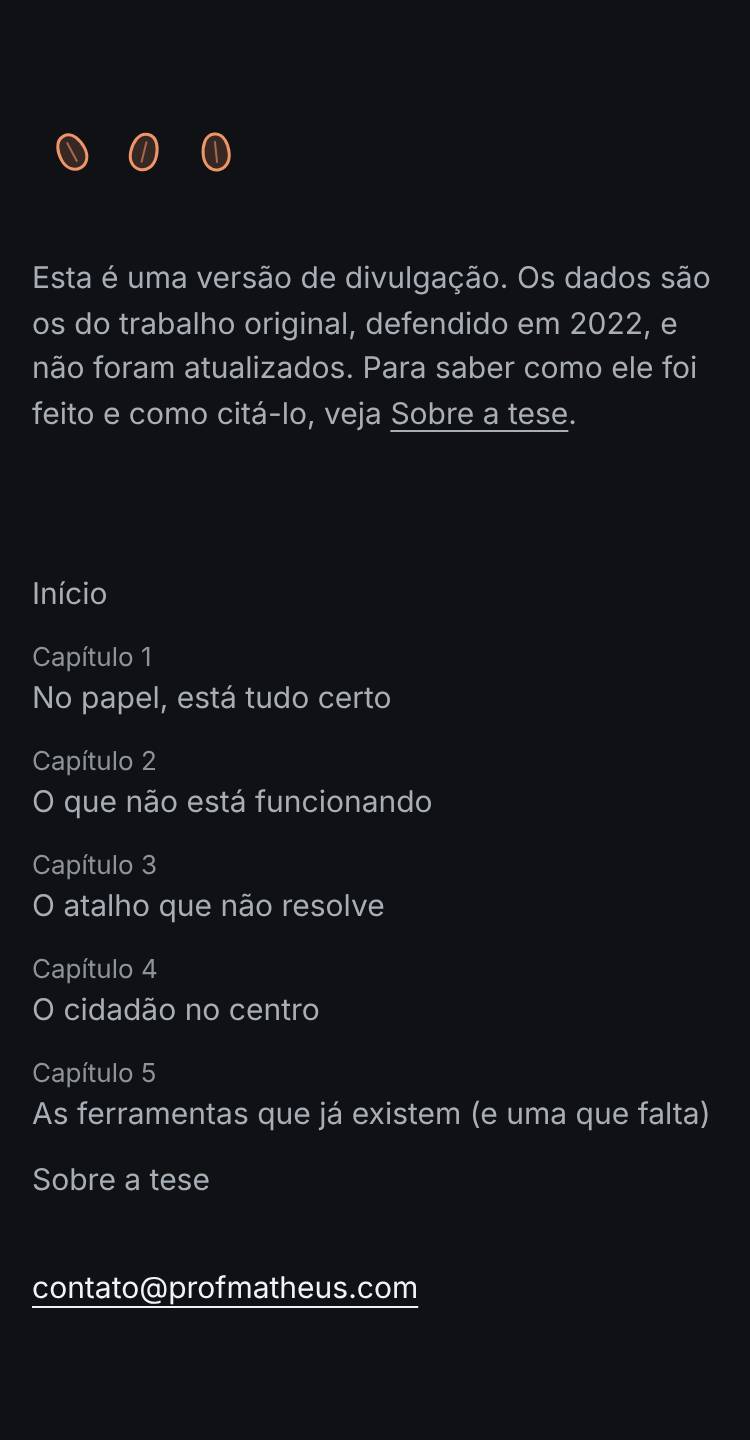 Esta é uma versão de divulgação. Os dados são
os do trabalho original, defendido em 2022, e
não foram atualizados. Para saber como ele foi
feito e como citá-lo, veja Sobre a tese.
Início
Capítulo 1
No papel, está tudo certo
Capítulo 2
O que não está funcionando
Capítulo 3
O atalho que não resolve
Capítulo 4
O cidadão no centro
Capítulo 5
As ferramentas que já existem (e uma que falta)
Sobre a tese
contato@profmatheus.com